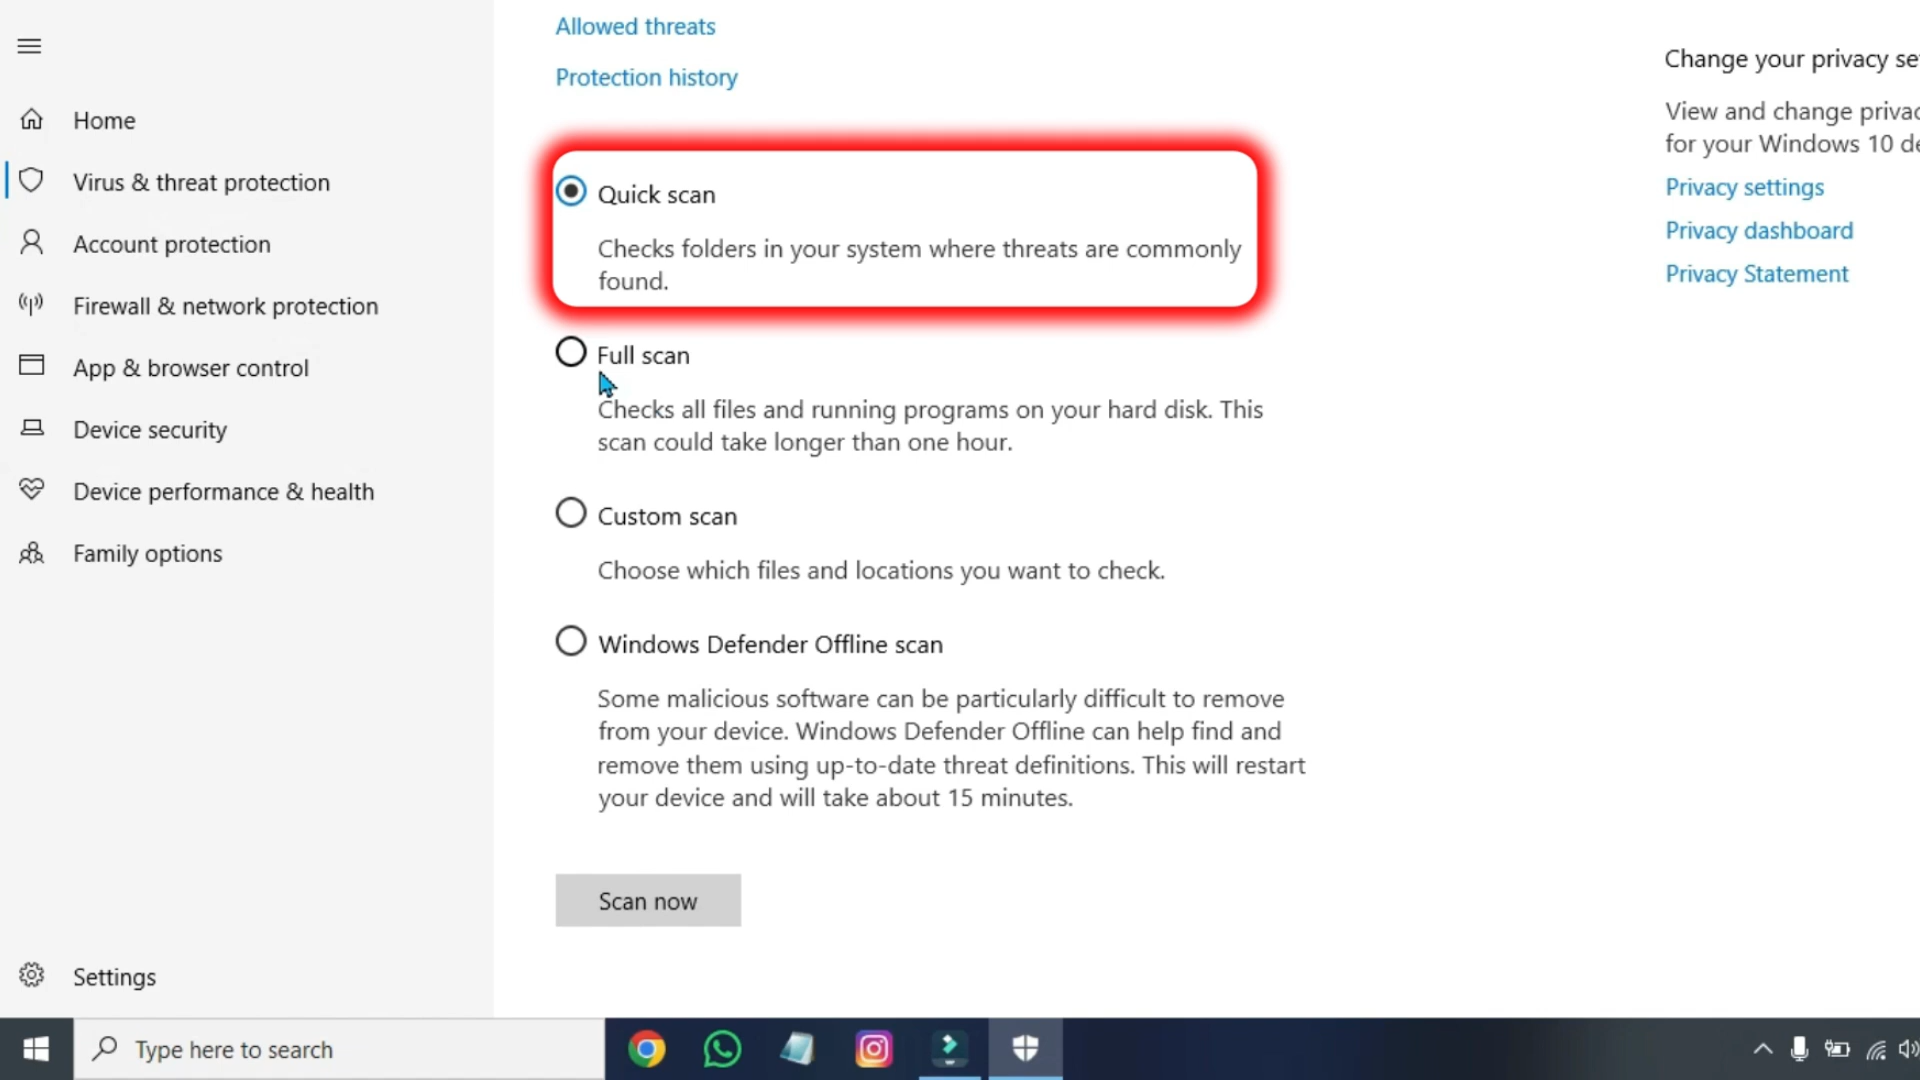 Allowed threats
Protection history
Home
Virus & threat protection
Account protection
Firewall & network protection
App & browser control
Device security
Device performance & health
Family options
Settings
Quick scan
Checks folders in your system where threats are commonly
found.
Full scan
Checks all files and running programs on your hard disk. This
scan could take longer than one hour.
Custom scan
Choose which files and locations you want to check.
Windows Defender Offline scan
Some malicious software can be particularly difficult to remove
from your device. Windows Defender Offline can help find and
remove them using up-to-date threat definitions. This will restart
your device and will take about 15 minutes.
Scan now
Change your privacy
View and change
for your Windows 10
Privacy settings
Privacy dashboard
Privacy Statement
Type here to search